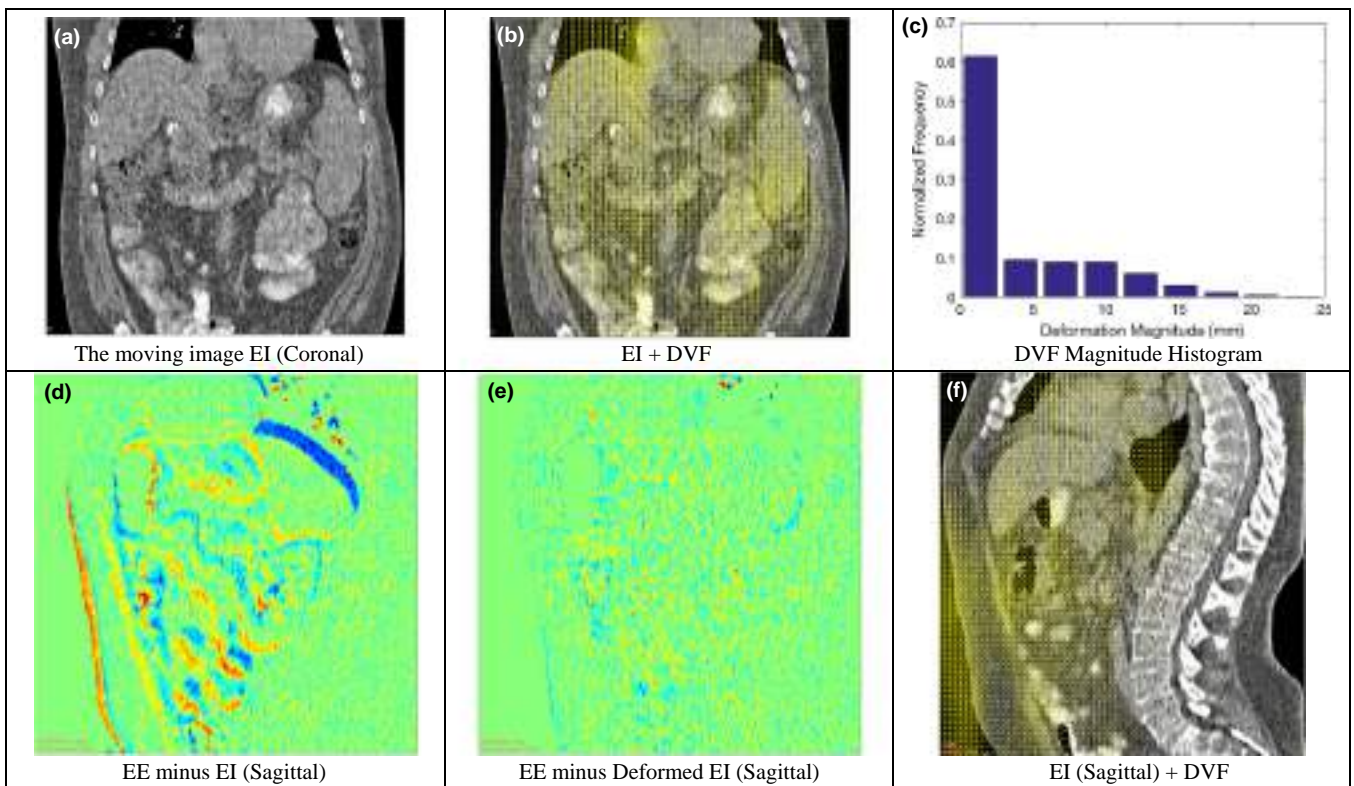 (a)
The moving image EI (Coronal)
(b)
EI + DVF
(c)
0.7
0.6
0.5
0.4
0.3
0.2
0.1
0
Normalized Frequency
0 5 10 15 20 25
Deformation Magnitude (mm)
DVF Magnitude Histogram
(d)
EE minus EI (Sagittal)
(e)
EE minus Deformed EI (Sagittal)
(f)
EI (Sagittal) + DVF